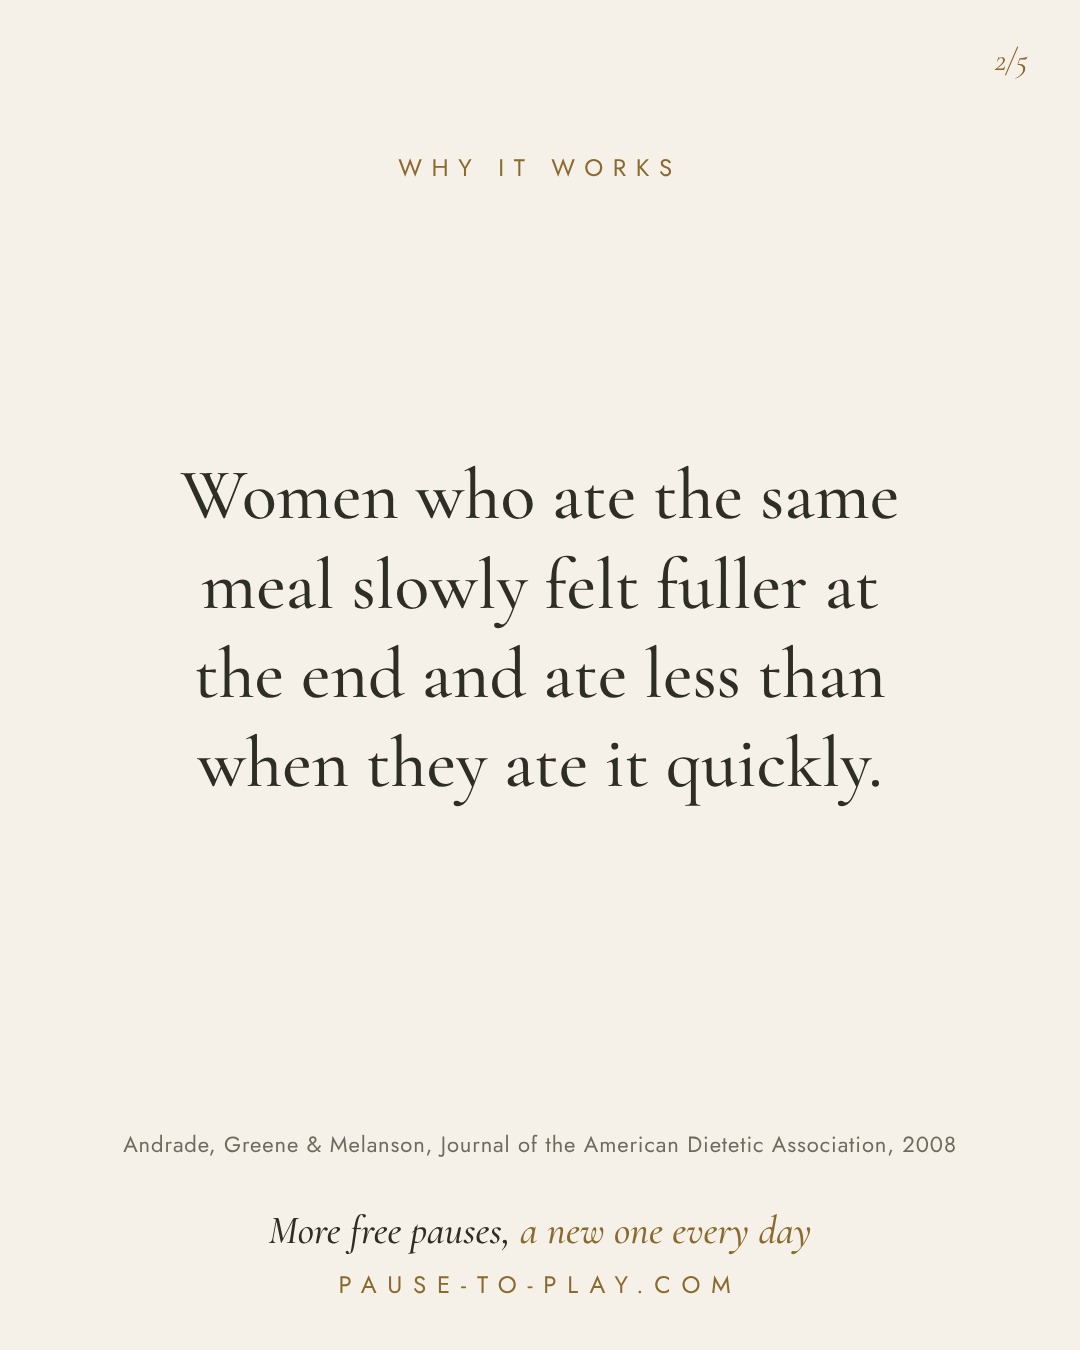 2/5
WHY IT WORKS
Women who ate the same
meal slowly felt fuller at
the end and ate less than
when they ate it quickly.
Andrade, Greene & Melanson, Journal of the American Dietetic Association, 2008
More free pauses, a new one every day
PAUSE-TO-PLAY.COM